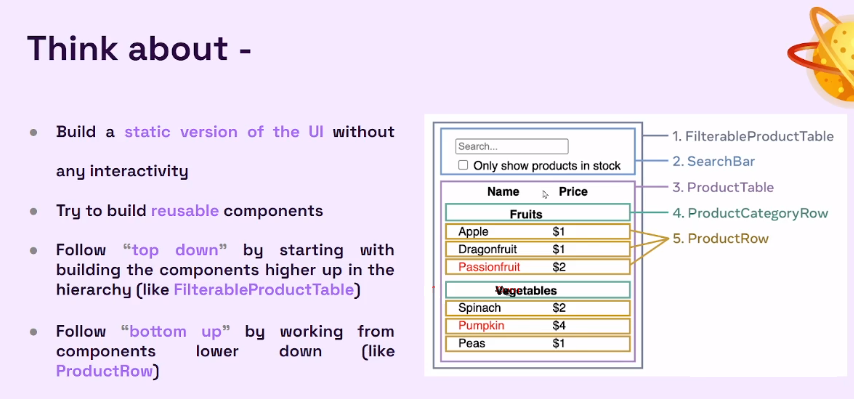 Think about -
Build a static version of the UI without
any interactivity
Try to build reusable components
Follow “top down” by starting with
building the components higher up in the
hierarchy (like FilterableProductTable)
Follow “bottom up” by working from
components lower down (like
ProductRow)
Search...
Only show products in stock
Name Price
Fruits
Apple $1
Dragonfruit $1
Passionfruit $2
Vegetables
Spinach $2
Pumpkin $4
Peas $1
1. FilterableProductTable
2. SearchBar
3. ProductTable
4. ProductCategoryRow
5. ProductRow